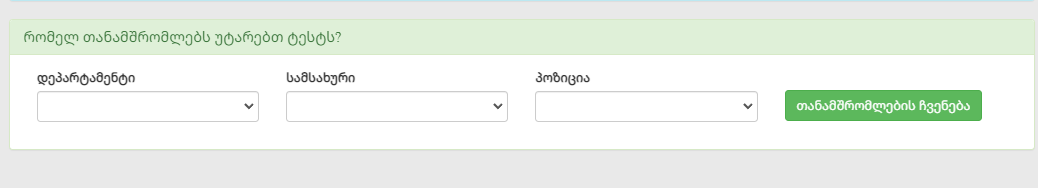 რომელ თანამშრომლებს უტარებთ ტესტს?
დეპარტამენტი
სამსახური
პოზიცია
თანამშრომლების ჩვენება